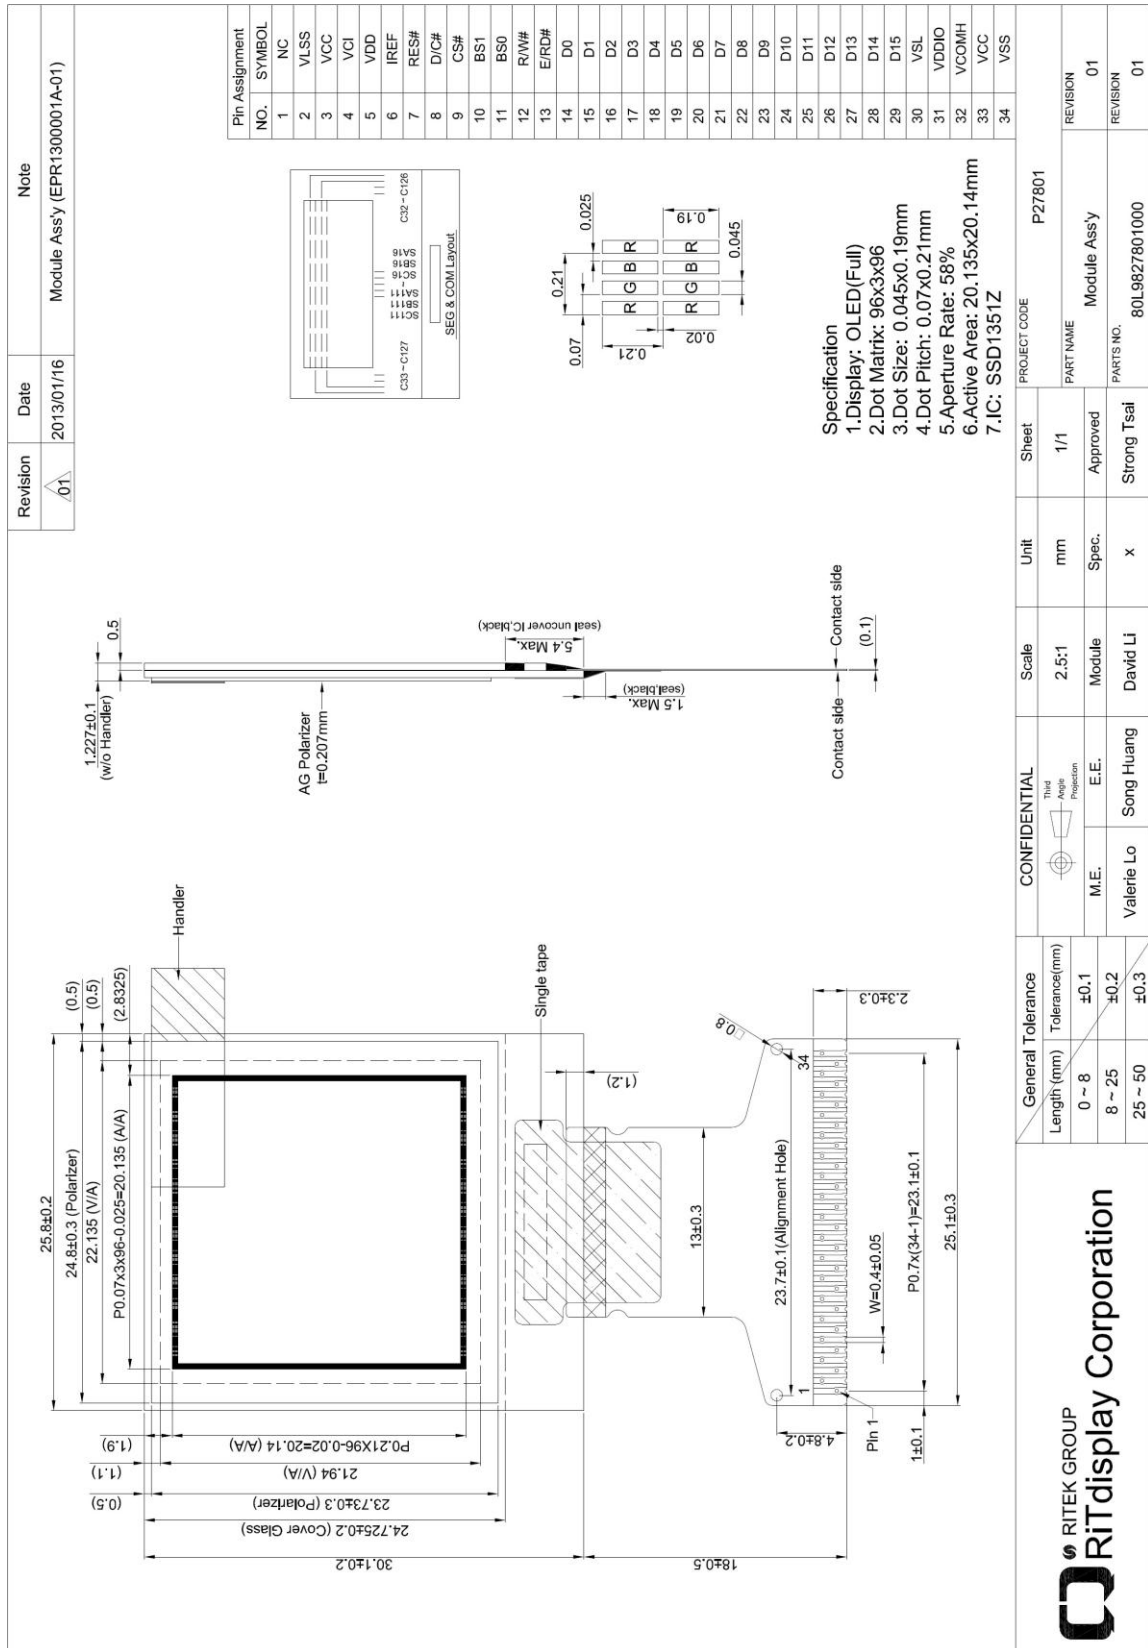 Revision Date Note
01 2013/01/16 Module Ass'y (EPR1300001A-01)
25.8±0.2
24.8±0.3 (Polarizer)
22.135 (V/A)
P0.07x3x96-0.025=20.135 (A/A)
(0.5)
(0.5)
(2.8325)
Handler
(1.9)
(1.1)
(0.5)
P0.21X96-0.02=20.14 (A/A)
21.94 (V/A)
23.73±0.3 (Polarizer)
24.725±0.2 (Cover Glass)
30.1±0.2
18±0.5
Single tape
(1.2)
13±0.3
□0.8
23.7±0.1(Alignment Hole)
1
34
2.3±0.3
4.8±0.2
Pin 1
W=0.4±0.05
P0.7x(34-1)=23.1±0.1
1±0.1
25.1±0.3
1.227±0.1
(w/o Handler)
0.5
AG Polarizer
t=0.207mm
5.4 Max.
(seal uncover IC,black)
1.5 Max.
(seal,black)
Contact side
Contact side
(0.1)
C33 ~ C127
SC111
SB111
SA111
~
SC16
SB16
SA16
C32 ~ C126
SEG & COM Layout
0.21
0.07
0.025
R G B R
R G B R
0.21
0.02
0.19
0.045
Specification
1.Display: OLED(Full)
2.Dot Matrix: 96x3x96
3.Dot Size: 0.045x0.19mm
4.Dot Pitch: 0.07x0.21mm
5.Aperture Rate: 58%
6.Active Area: 20.135x20.14mm
7.IC: SSD1351Z
Pin Assignment
NO. SYMBOL
1 NC
2 VLSS
3 VCC
4 VCI
5 VDD
6 IREF
7 RES#
8 D/C#
9 CS#
10 BS1
11 BS0
12 R/W#
13 E/RD#
14 D0
15 D1
16 D2
17 D3
18 D4
19 D5
20 D6
21 D7
22 D8
23 D9
24 D10
25 D11
26 D12
27 D13
28 D14
29 D15
30 VSL
31 VDDIO
32 VCOMH
33 VCC
34 VSS
RITEK GROUP
RiTdisplay Corporation
General Tolerance
Length (mm) Tolerance(mm)
0 ~ 8 ±0.1
8 ~ 25 ±0.2
25 ~ 50 ±0.3
CONFIDENTIAL
Third
Angle
Projection
Scale Unit Sheet
2.5:1 mm 1/1
M.E. E.E. Module Spec. Approved
Valerie Lo Song Huang David Li x Strong Tsai
PROJECT CODE
P27801
PART NAME
Module Ass'y
REVISION
01
PARTS NO.
80L9827801000
REVISION
01